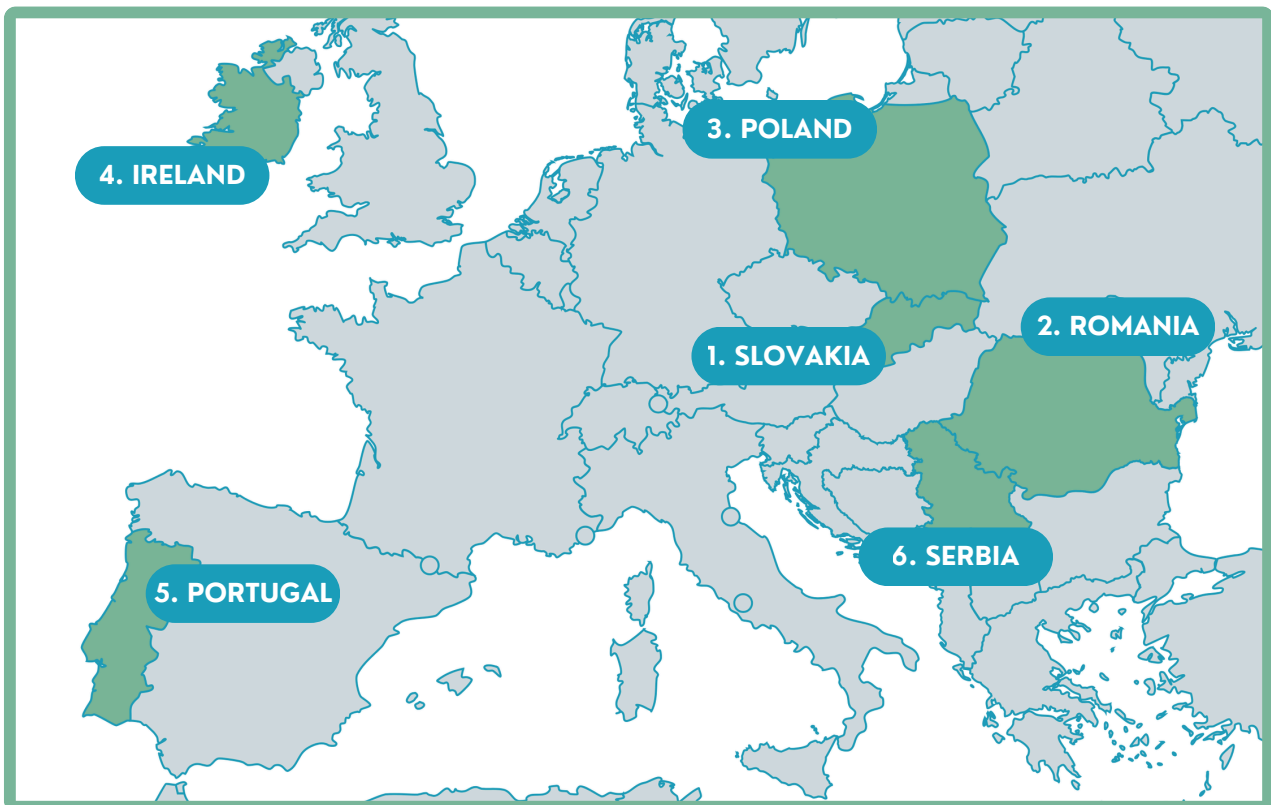 3. POLAND
4. IRELAND
2. ROMANIA
1. SLOVAKIA
6. SERBIA
5. PORTUGAL